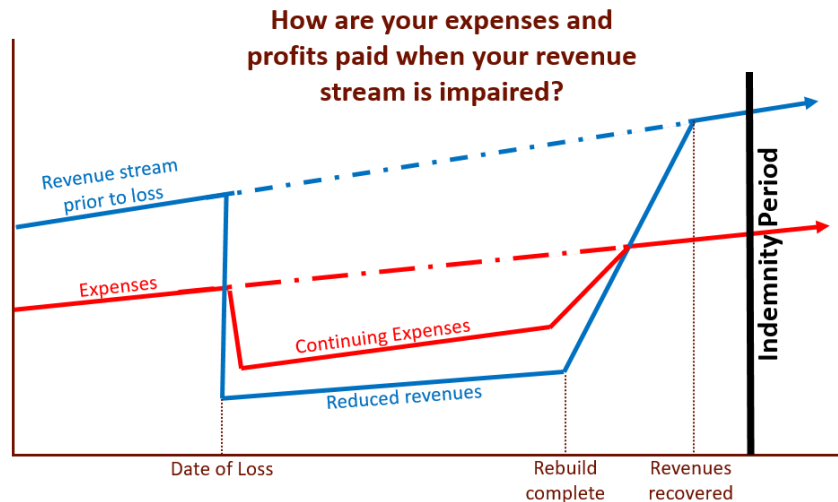 How are your expenses and
profits paid when your revenue
stream is impaired?
Revenue stream
prior to loss
Expenses
Continuing Expenses
Reduced revenues
Indemnity Period
Date of Loss
Rebuild
complete
Revenues
recovered